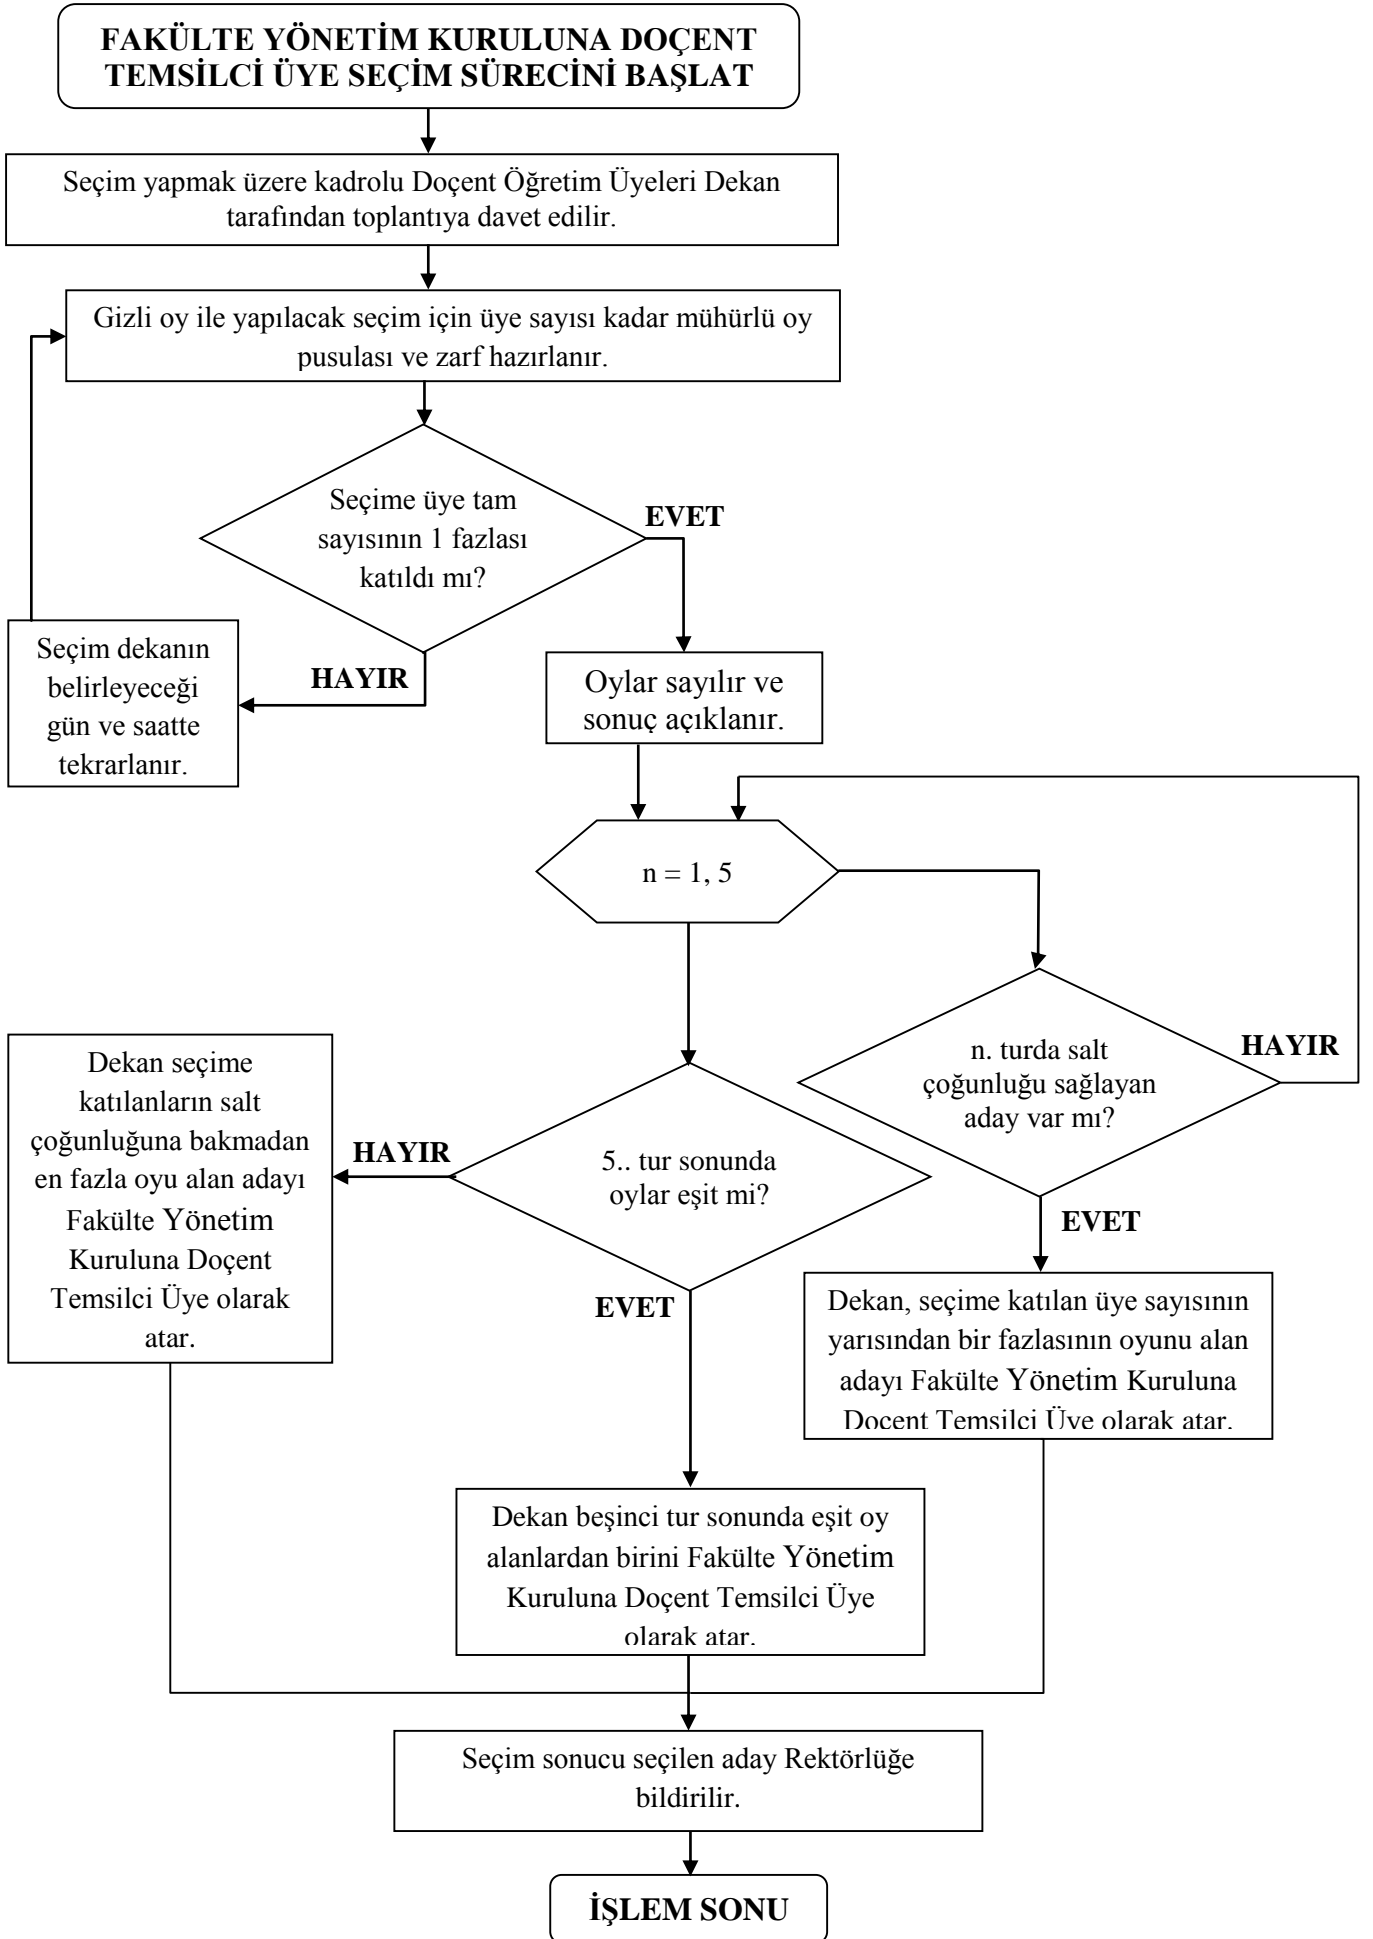 FAKÜLTE YÖNETİM KURULUNA DOÇENT
TEMSİLCİ ÜYE SEÇİM SÜRECİNİ BAŞLAT
Seçim yapmak üzere kadrolu Doçent Öğretim Üyeleri Dekan
tarafından toplantıya davet edilir.
Gizli oy ile yapılacak seçim için üye sayısı kadar mühürlü oy
pusulası ve zarf hazırlanır.
Seçime üye tam
sayısının 1 fazlası
katıldı mı?
EVET
HAYIR
Seçim dekanın
belirleyeceği
gün ve saatte
tekrarlanır.
Oylar sayılır ve
sonuç açıklanır.
n = 1, 5
n. turda salt
çoğunluğu sağlayan
aday var mı?
HAYIR
EVET
5.. tur sonunda
oylar eşit mi?
HAYIR
EVET
Dekan seçime
katılanların salt
çoğunluğuna bakmadan
en fazla oyu alan adayı
Fakülte Yönetim
Kuruluna Doçent
Temsilci Üye olarak
atar.
Dekan, seçime katılan üye sayısının
yarısından bir fazlasının oyunu alan
adayı Fakülte Yönetim Kuruluna
Doçent Temsilci Üye olarak atar.
Dekan beşinci tur sonunda eşit oy
alanlardan birini Fakülte Yönetim
Kuruluna Doçent Temsilci Üye
olarak atar.
Seçim sonucu seçilen aday Rektörlüğe
bildirilir.
İŞLEM SONU